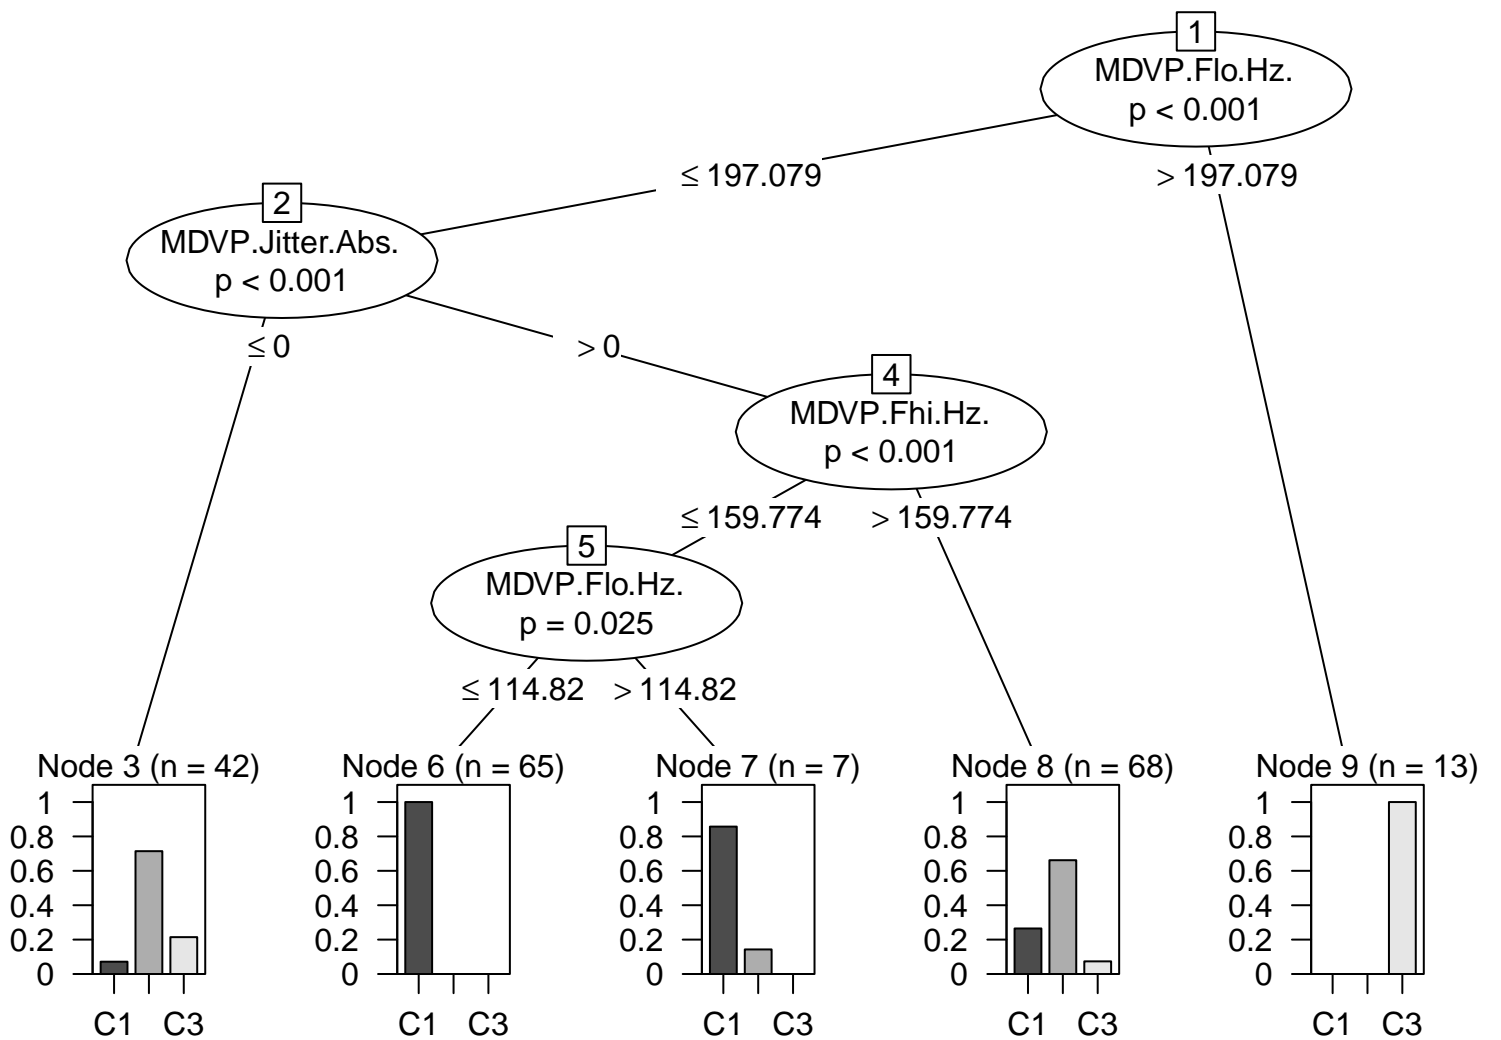 1
MDVP.Flo.Hz.
p < 0.001
≤ 197.079
> 197.079
2
MDVP.Jitter.Abs.
p < 0.001
≤ 0
> 0
4
MDVP.Fhi.Hz.
p < 0.001
≤ 159.774
> 159.774
5
MDVP.Flo.Hz.
p = 0.025
≤ 114.82
> 114.82
Node 3 (n = 42)
1
0.8
0.6
0.4
0.2
0
C1 C3
Node 6 (n = 65)
1
0.8
0.6
0.4
0.2
0
C1 C3
Node 7 (n = 7)
1
0.8
0.6
0.4
0.2
0
C1 C3
Node 8 (n = 68)
1
0.8
0.6
0.4
0.2
0
C1 C3
Node 9 (n = 13)
1
0.8
0.6
0.4
0.2
0
C1 C3